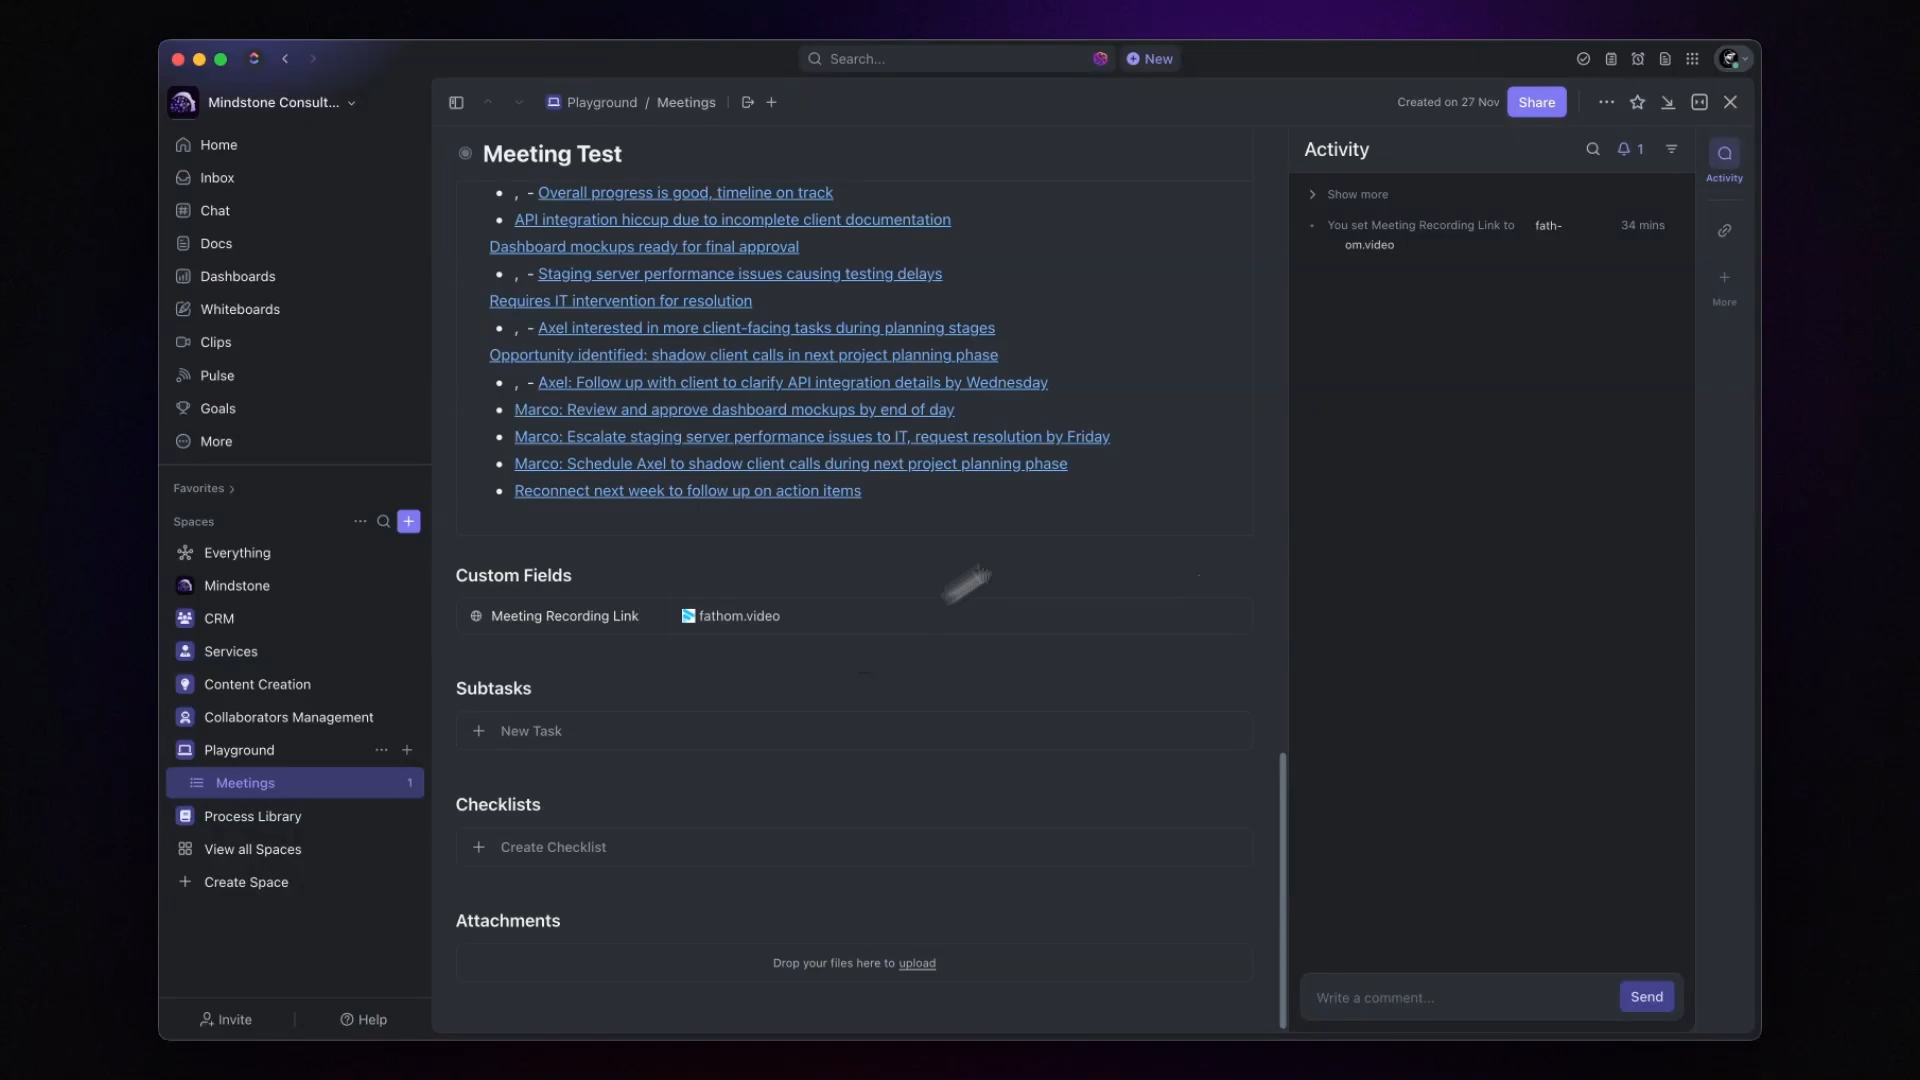 Search...
New
Mindstone Consult...
Playground / Meetings
Created on 27 Nov
Share
Home
Inbox
Chat
Docs
Dashboards
Whiteboards
Clips
Pulse
Goals
More
Favorites
Spaces
Everything
Mindstone
CRM
Services
Content Creation
Collaborators Management
Playground
Meetings 1
Process Library
View all Spaces
Create Space
Invite
Help
Meeting Test
, - Overall progress is good, timeline on track
API integration hiccup due to incomplete client documentation
Dashboard mockups ready for final approval
, - Staging server performance issues causing testing delays
Requires IT intervention for resolution
, - Axel interested in more client-facing tasks during planning stages
Opportunity identified: shadow client calls in next project planning phase
, - Axel: Follow up with client to clarify API integration details by Wednesday
Marco: Review and approve dashboard mockups by end of day
Marco: Escalate staging server performance issues to IT, request resolution by Friday
Marco: Schedule Axel to shadow client calls during next project planning phase
Reconnect next week to follow up on action items
Custom Fields
Meeting Recording Link fathom.video
Subtasks
New Task
Checklists
Create Checklist
Attachments
Drop your files here to upload
Activity
1
Show more
You set Meeting Recording Link to fath- 34 mins
om.video
Write a comment...
Send
Activity
More